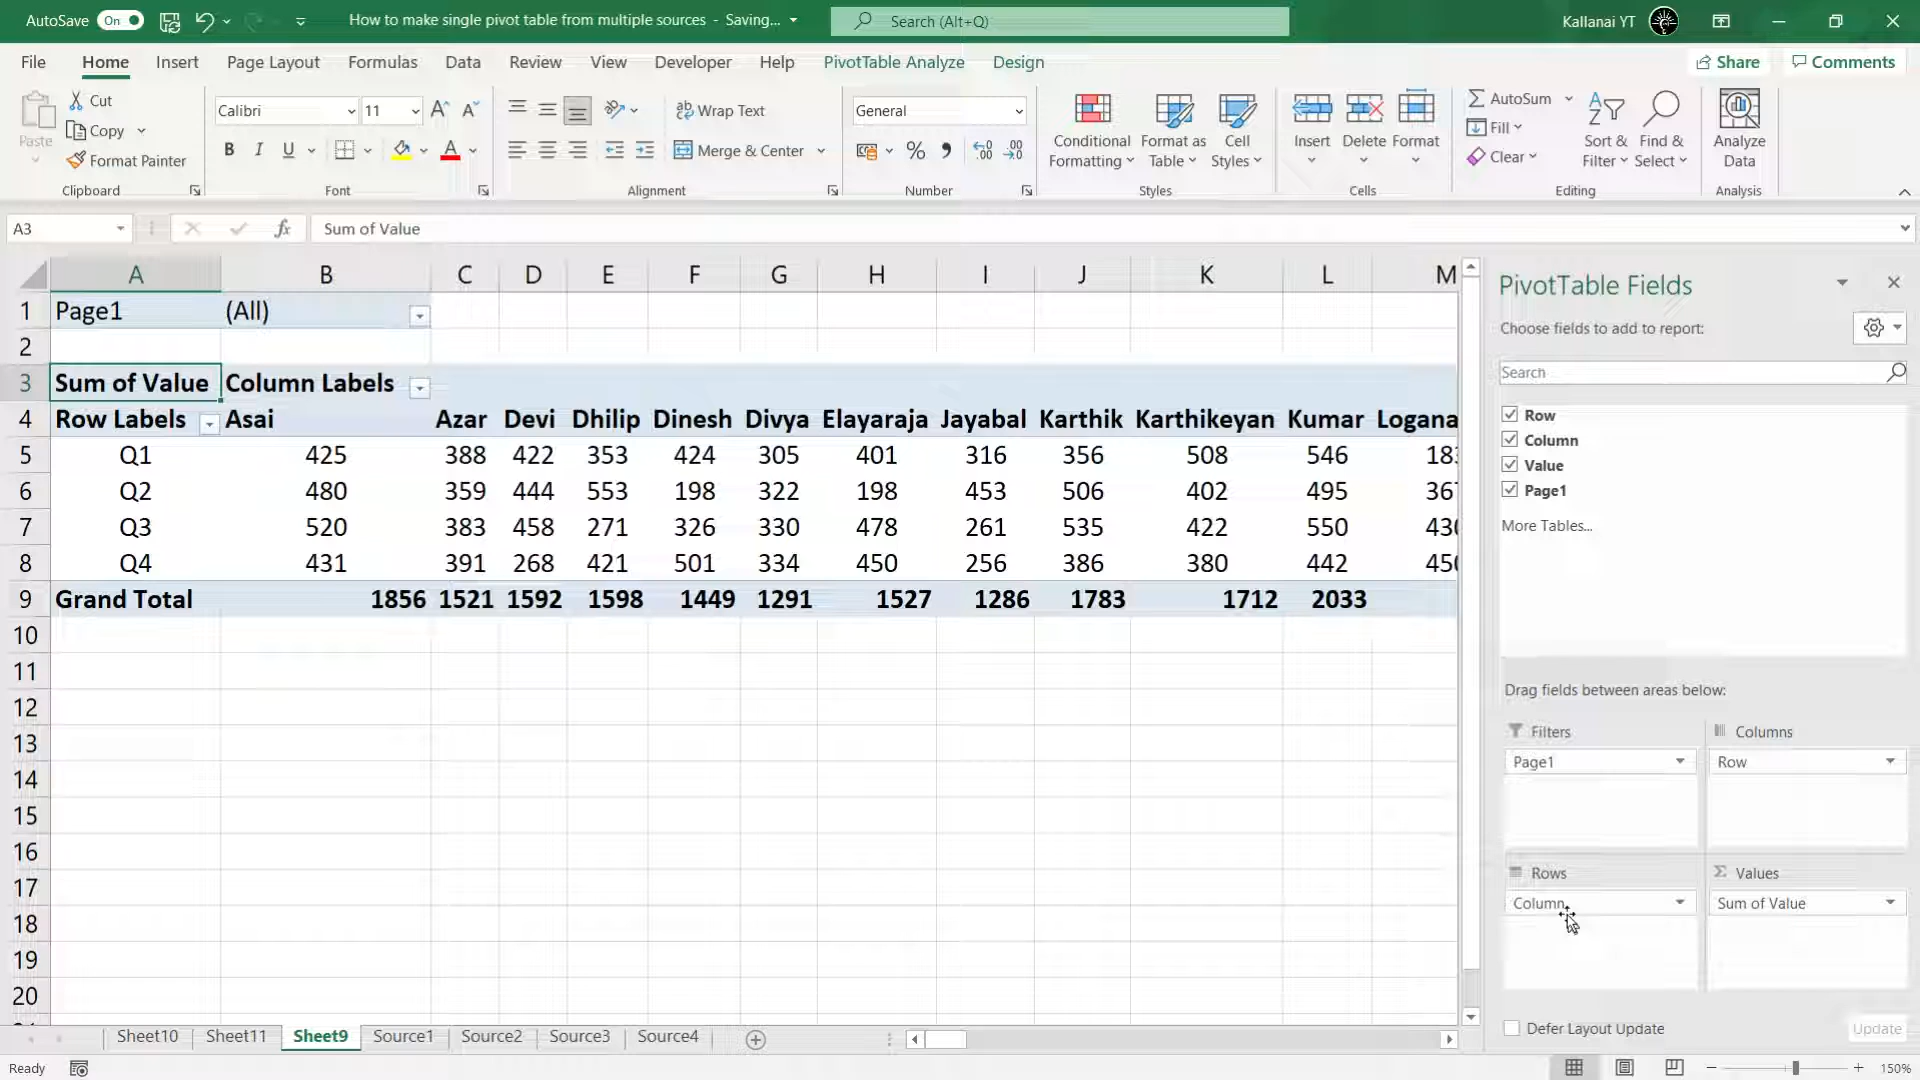 AutoSave On How to make single pivot table from multiple sources - Saving... Search (Alt+Q) Kallanai YT
File Home Insert Page Layout Formulas Data Review View Developer Help PivotTable Analyze Design Share Comments
Paste Cut Copy Format Painter Clipboard
Calibri 11 B I U A Font
Wrap Text Merge & Center Alignment
General % Number
Conditional Formatting Format as Table Cell Styles Styles
Insert Delete Format Cells
AutoSum Fill Clear Sort & Filter Find & Select Editing
Analyze Data Analysis
A3 fx Sum of Value
A B C D E F G H I J K L M
1 Page1 (All)
2
3 Sum of Value Column Labels
4 Row Labels Asai Azar Devi Dhilip Dinesh Divya Elayaraja Jayabal Karthik Karthikeyan Kumar Logana
5 Q1 425 388 422 353 424 305 401 316 356 508 546
6 Q2 480 359 444 553 198 322 198 453 506 402 495
7 Q3 520 383 458 271 326 330 478 261 535 422 550
8 Q4 431 391 268 421 501 334 450 256 386 380 442
9 Grand Total 1856 1521 1592 1598 1449 1291 1527 1286 1783 1712 2033
10
11
12
13
14
15
16
17
18
19
20
PivotTable Fields
Choose fields to add to report:
Search
Row
Column
Value
Page1
More Tables...
Drag fields between areas below:
Filters Columns
Page1 Row
Rows Values
Column Sum of Value
Defer Layout Update Update
Sheet10 Sheet11 Sheet9 Source1 Source2 Source3 Source4
Ready 150%